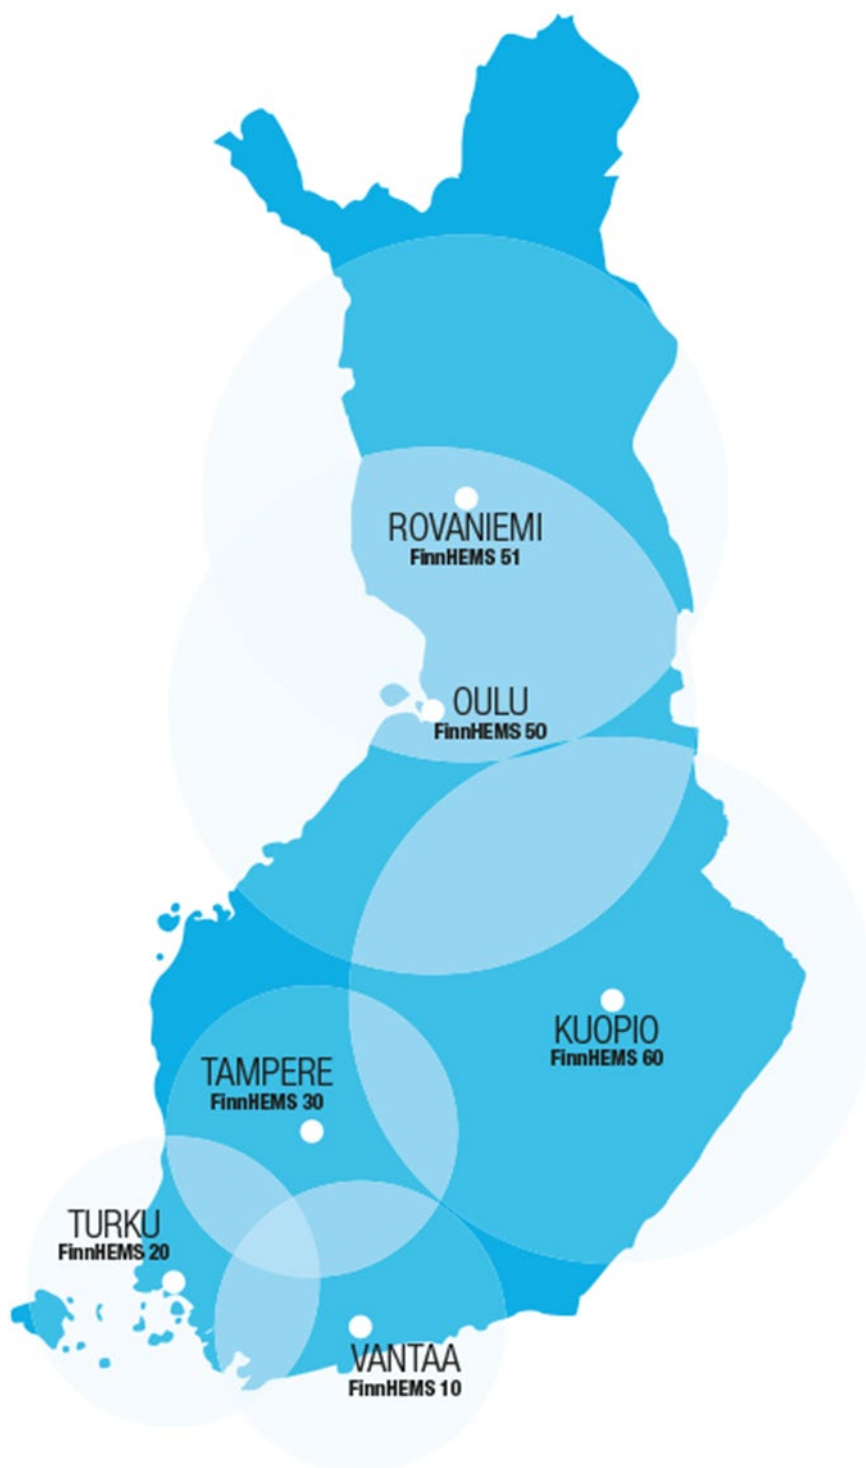 ROVANIEMI
FinnHEMS 51
OULU
FinnHEMS 50
KUOPIO
FinnHEMS 60
TAMPERE
FinnHEMS 30
TURKU
FinnHEMS 20
VANTAA
FinnHEMS 10